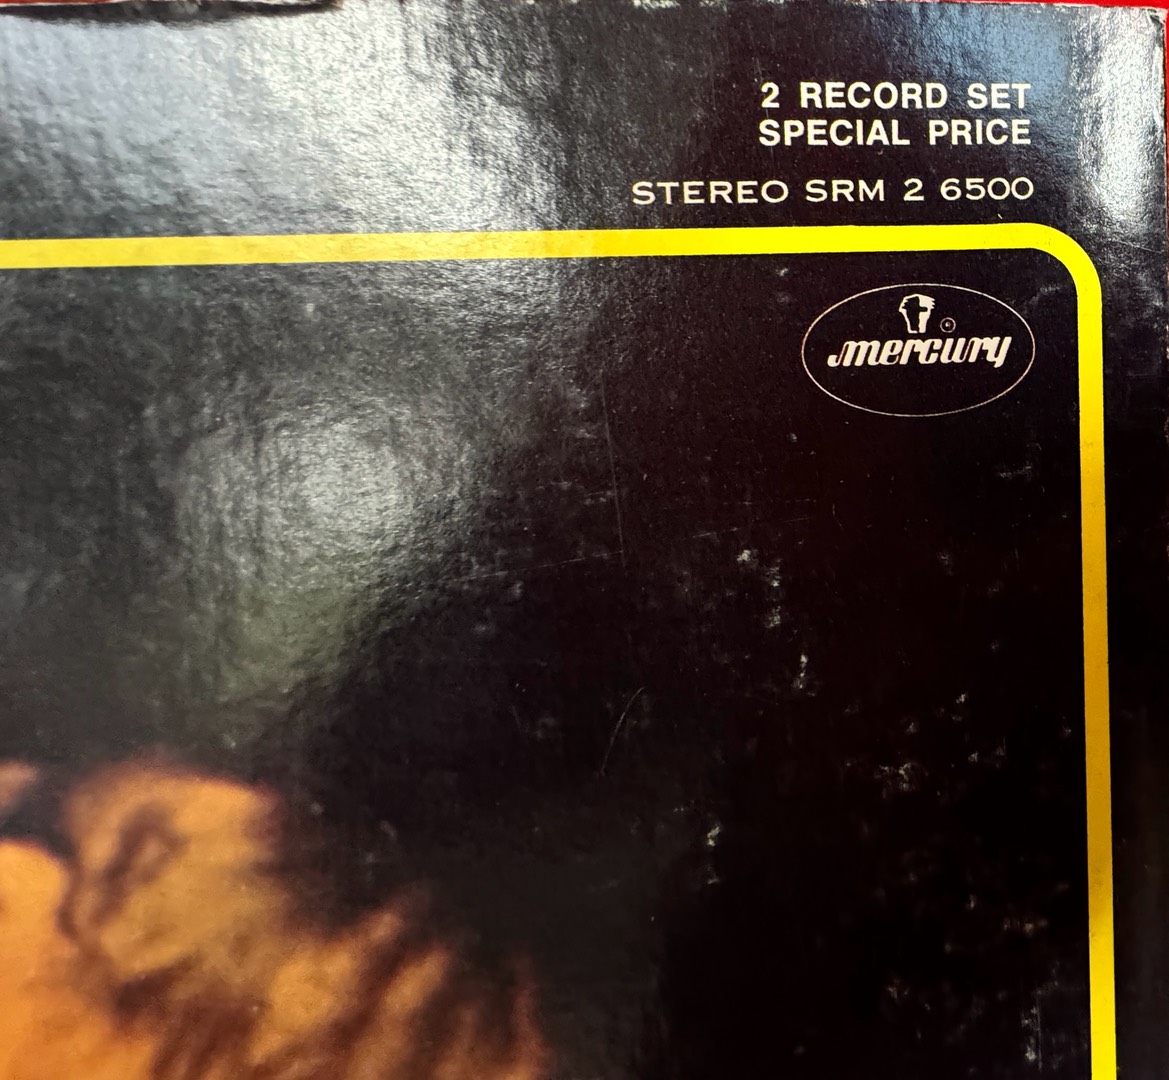 2 RECORD SET
SPECIAL PRICE
STEREO SRM 2 6500
mercury